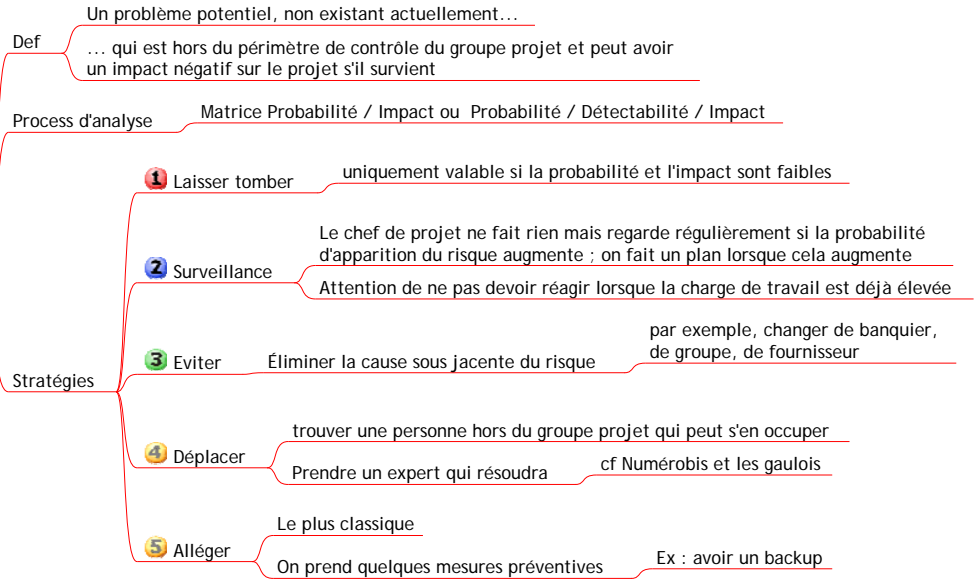 Def
Un problème potentiel, non existant actuellement...
... qui est hors du périmètre de contrôle du groupe projet et peut avoir
un impact négatif sur le projet s'il survient
Process d'analyse
Matrice Probabilité / Impact ou Probabilité / Détectabilité / Impact
Stratégies
1 Laisser tomber
uniquement valable si la probabilité et l'impact sont faibles
2 Surveillance
Le chef de projet ne fait rien mais regarde régulièrement si la probabilité
d'apparition du risque augmente ; on fait un plan lorsque cela augmente
Attention de ne pas devoir réagir lorsque la charge de travail est déjà élevée
3 Eviter
Éliminer la cause sous jacente du risque
par exemple, changer de banquier,
de groupe, de fournisseur
4 Déplacer
trouver une personne hors du groupe projet qui peut s'en occuper
Prendre un expert qui résoudra
cf Numérobis et les gaulois
5 Alléger
Le plus classique
On prend quelques mesures préventives
Ex : avoir un backup